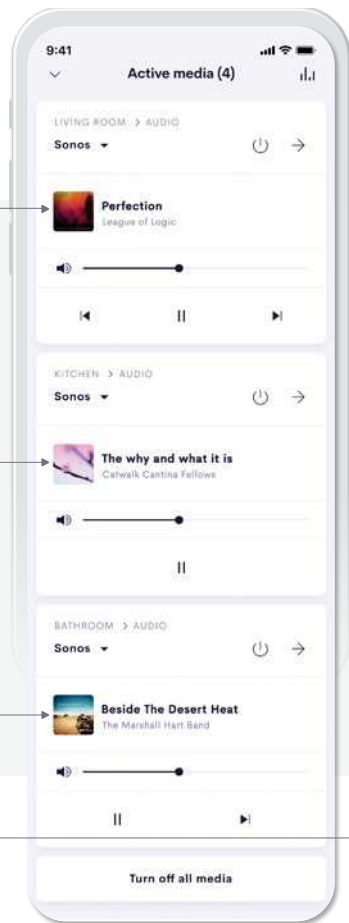 9:41
Active media (4)
LIVING ROOM > AUDIO
Sonos
Perfection
League of Logic
KITCHEN > AUDIO
Sonos
The why and what it is
Catwalk Cantina Fellows
BATHROOM > AUDIO
Sonos
Beside The Desert Heat
The Marshall Hart Band
Turn off all media